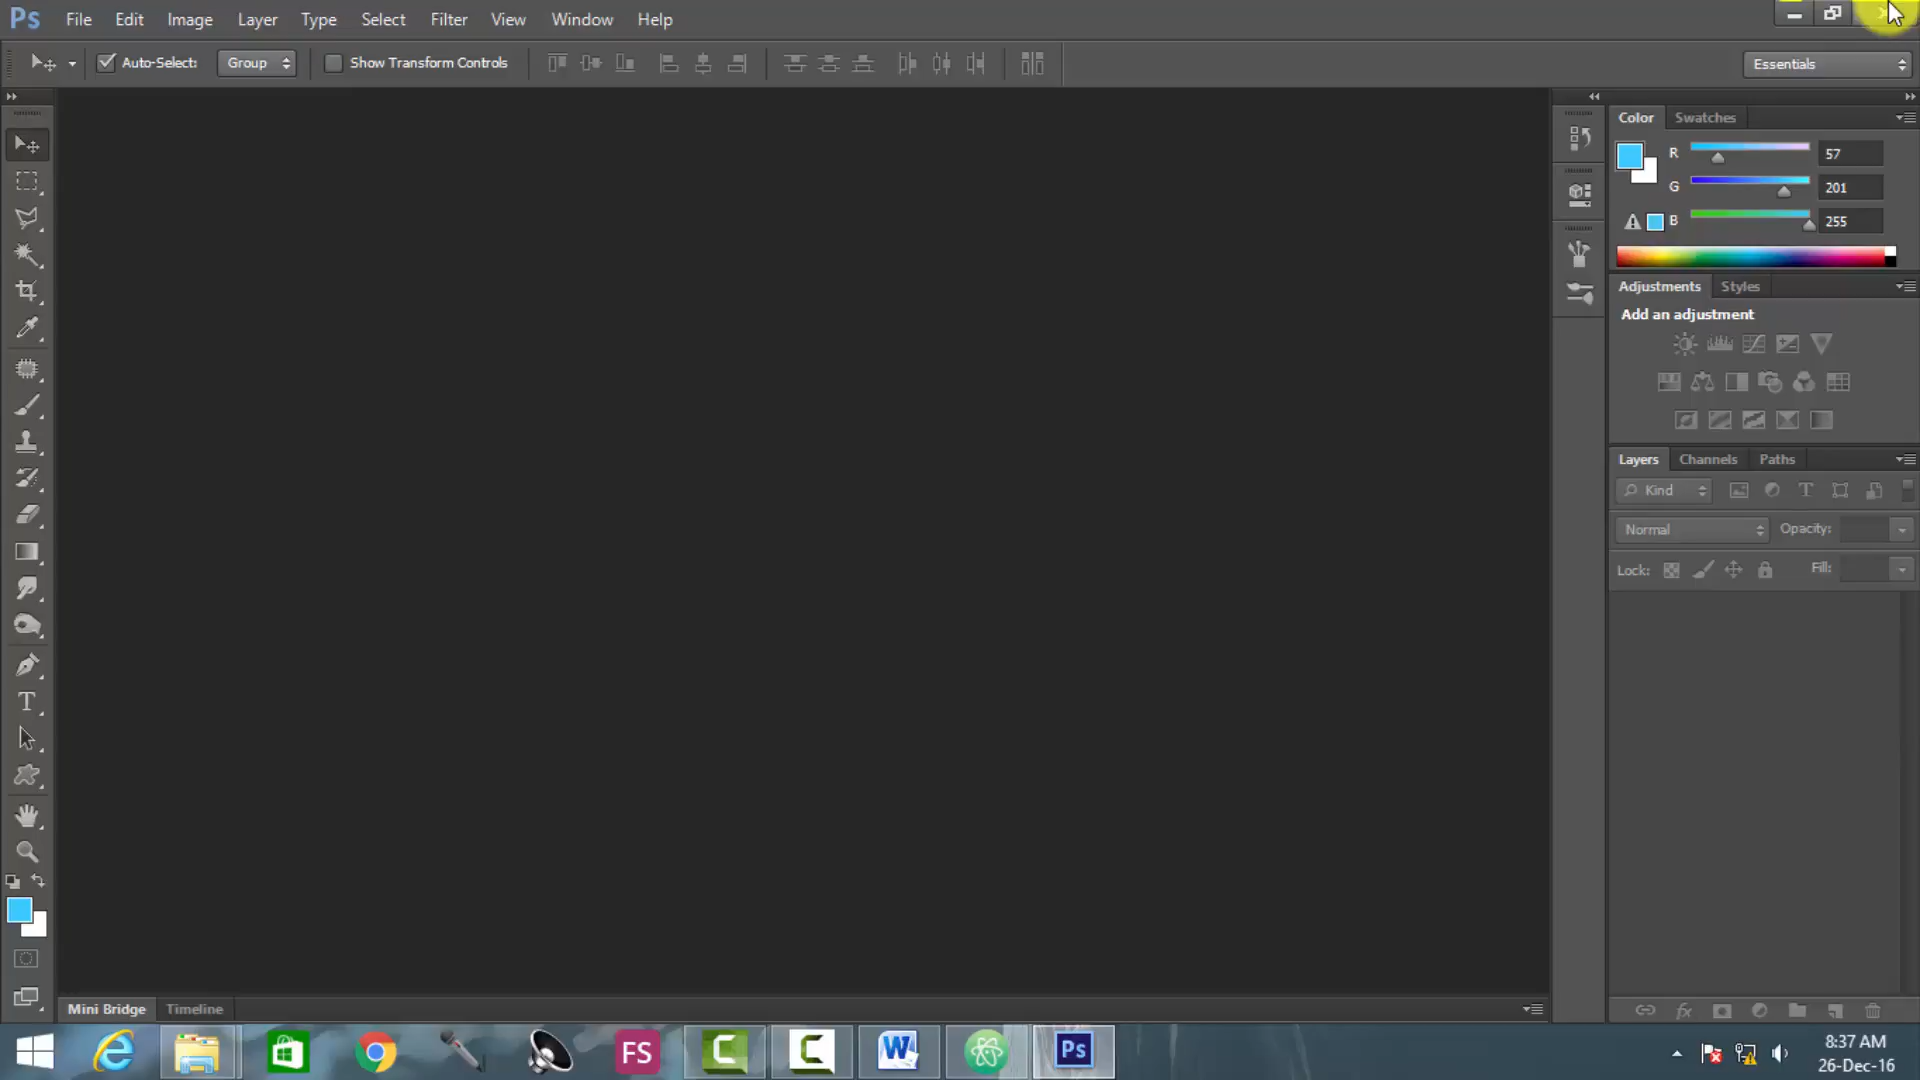 Ps File Edit Image Layer Type Select Filter View Window Help
Auto-Select: Group Show Transform Controls Essentials
Color Swatches
R 57
G 201
B 255
Adjustments Styles
Add an adjustment
Layers Channels Paths
Kind
Normal Opacity:
Lock: Fill:
Mini Bridge Timeline
FS Ps
8:37 AM
26-Dec-16